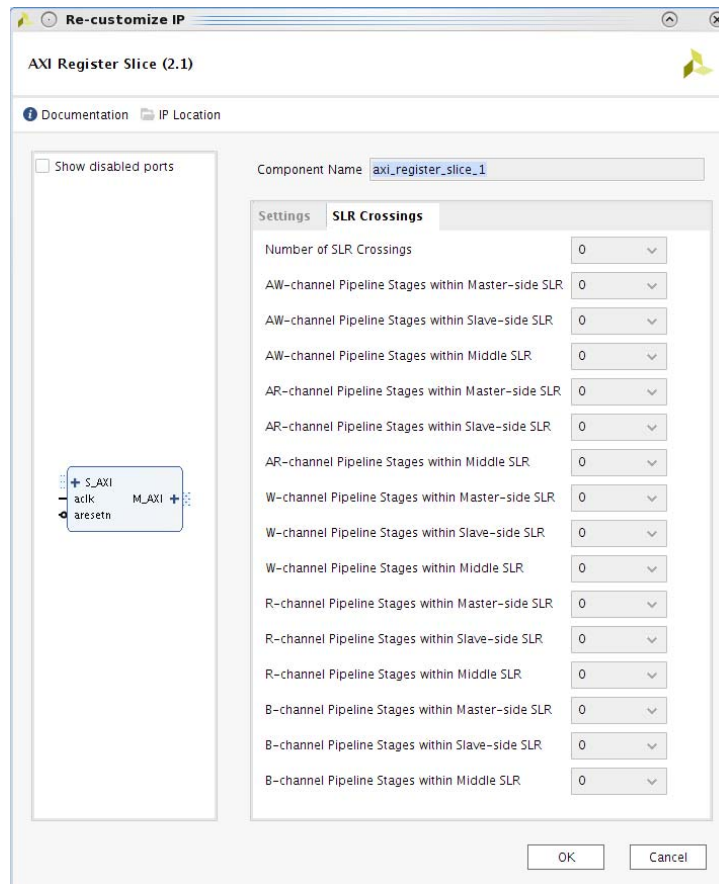 Re-customize IP
AXI Register Slice (2.1)
Documentation IP Location
Show disabled ports
S_AXI
aclk M_AXI
aresetn
Component Name axi_register_slice_1
Settings SLR Crossings
Number of SLR Crossings 0
AW-channel Pipeline Stages within Master-side SLR 0
AW-channel Pipeline Stages within Slave-side SLR 0
AW-channel Pipeline Stages within Middle SLR 0
AR-channel Pipeline Stages within Master-side SLR 0
AR-channel Pipeline Stages within Slave-side SLR 0
AR-channel Pipeline Stages within Middle SLR 0
W-channel Pipeline Stages within Master-side SLR 0
W-channel Pipeline Stages within Slave-side SLR 0
W-channel Pipeline Stages within Middle SLR 0
R-channel Pipeline Stages within Master-side SLR 0
R-channel Pipeline Stages within Slave-side SLR 0
R-channel Pipeline Stages within Middle SLR 0
B-channel Pipeline Stages within Master-side SLR 0
B-channel Pipeline Stages within Slave-side SLR 0
B-channel Pipeline Stages within Middle SLR 0
OK Cancel